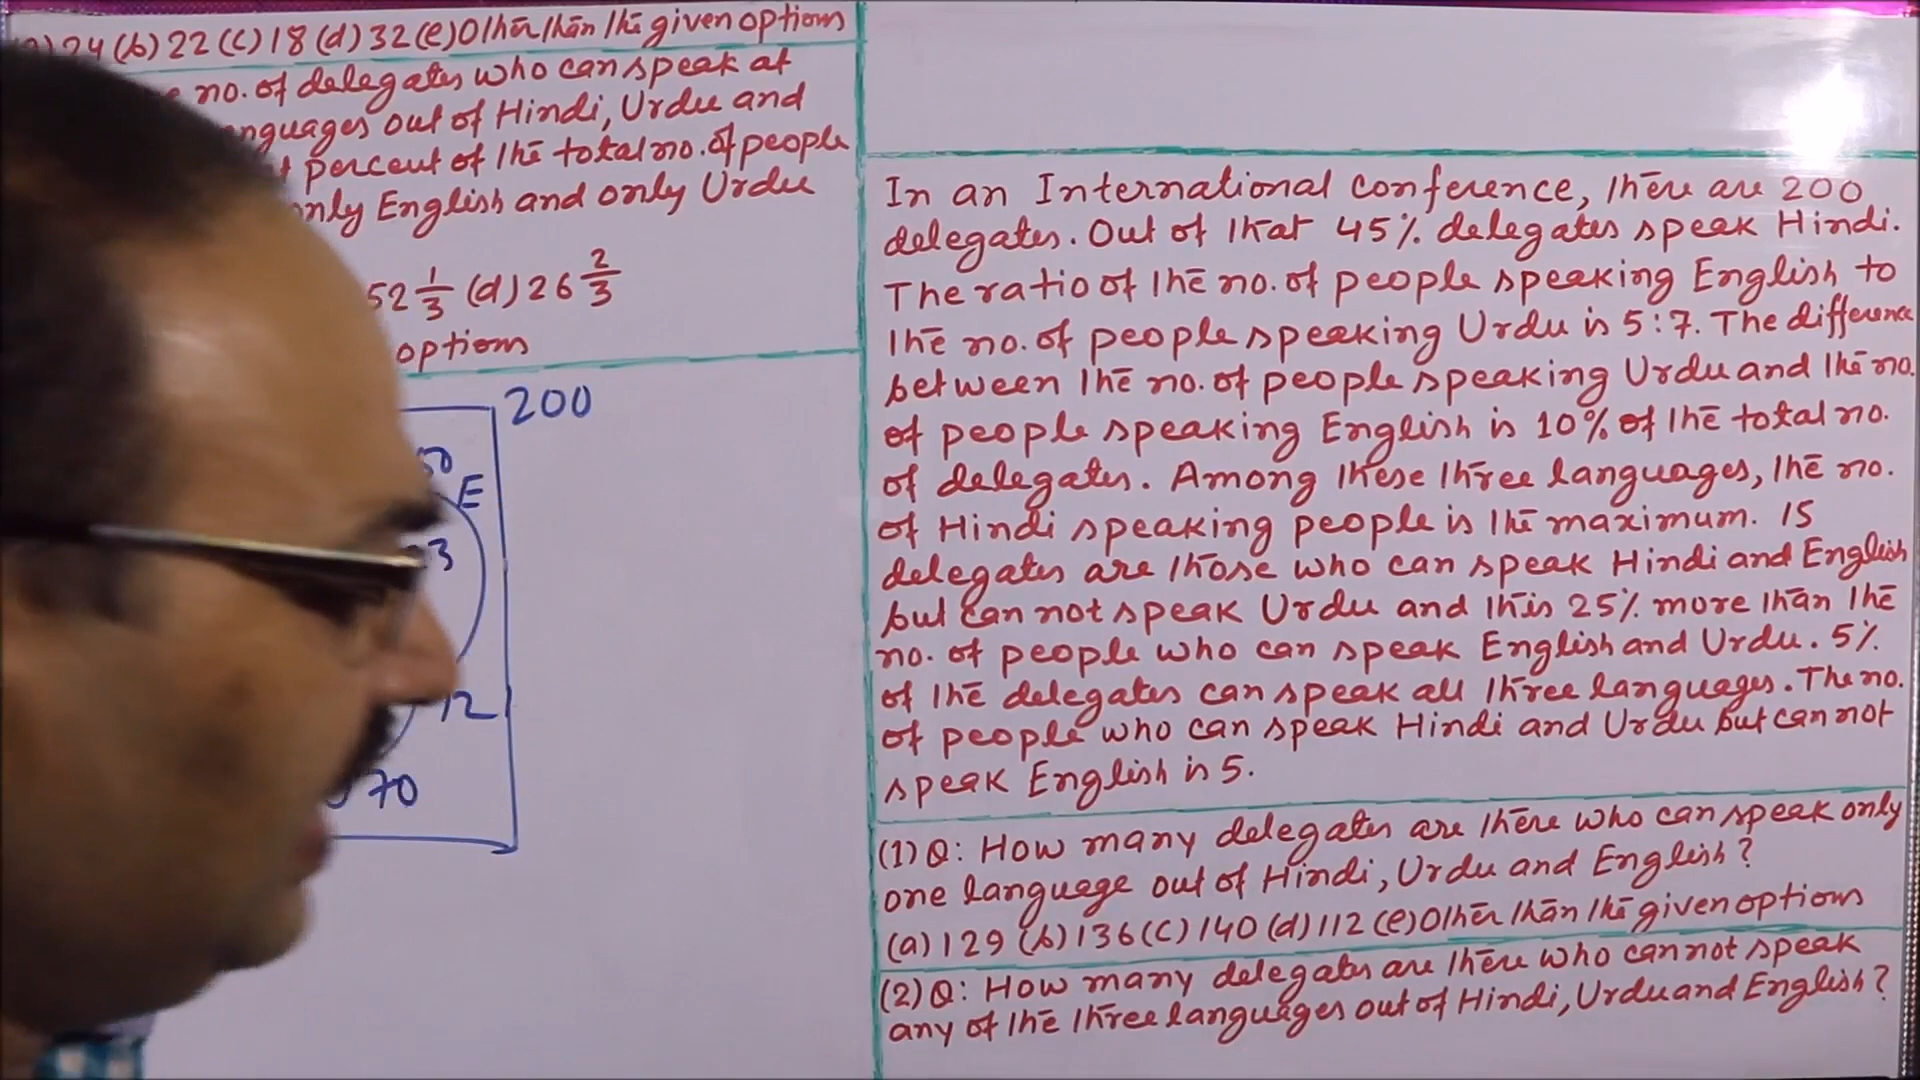 24 (b) 22 (c) 18 (d) 32 (e) Other than the given options
no. of delegates who can speak at
languages out of Hindi, Urdu and
percent of the total no. of people
only English and only Urdu
52 1/3 (d) 26 2/3
options
200
50
E
3
12
70
In an International conference, there are 200
delegates. Out of that 45% delegates speak Hindi.
The ratio of the no. of people speaking English to
the no. of people speaking Urdu is 5:7. The difference
between the no. of people speaking Urdu and the no.
of people speaking English is 10% of the total no.
of delegates. Among these three languages, the no.
of Hindi speaking people is the maximum. 15
delegates are those who can speak Hindi and English
but can not speak Urdu and this 25% more than the
no. of people who can speak English and Urdu. 5%
of the delegates can speak all three languages. The no.
of people who can speak Hindi and Urdu but can not
speak English is 5.
(1) Q: How many delegates are there who can speak only
one language out of Hindi, Urdu and English?
(a) 129 (b) 136 (c) 140 (d) 112 (e) Other than the given options
(2) Q: How many delegates are there who can not speak
any of the three languages out of Hindi, Urdu and English?